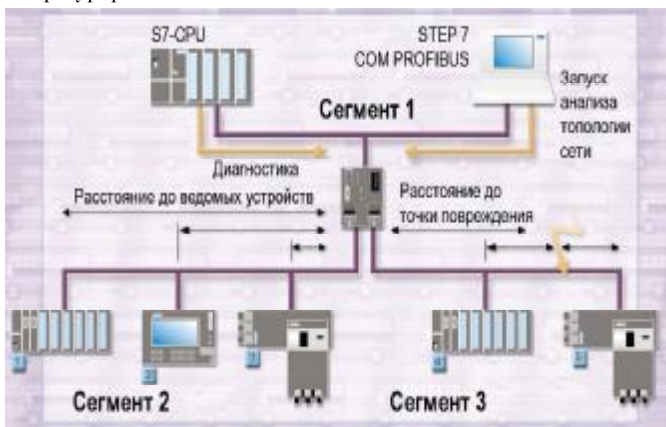 S7-CPU
STEP 7
COM PROFIBUS
Запуск
анализа
топологии
сети
Сегмент 1
Диагностика
Расстояние до ведомых устройств
Расстояние до
точки повреждения
Сегмент 2
Сегмент 3